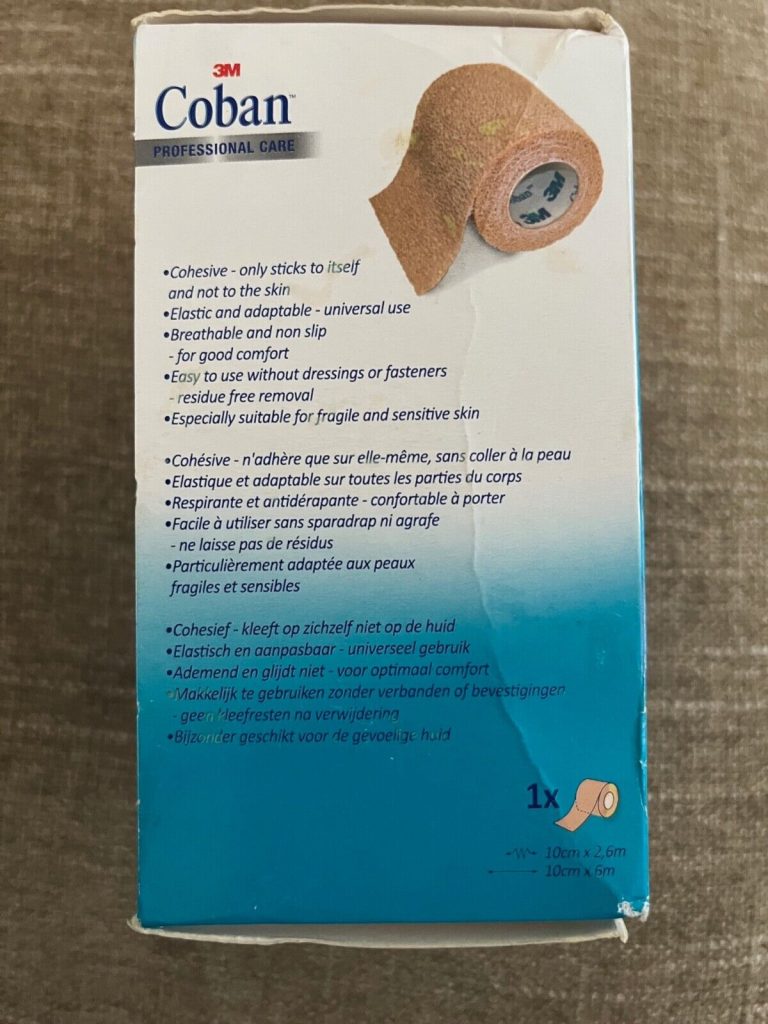 3M
Coban™
PROFESSIONAL CARE
3M
oban™
3M
•Cohesive - only sticks to itself
and not to the skin
•Elastic and adaptable - universal use
•Breathable and non slip
- for good comfort
•Easy to use without dressings or fasteners
- residue free removal
•Especially suitable for fragile and sensitive skin
•Cohésive - n'adhère que sur elle-même, sans coller à la peau
•Elastique et adaptable sur toutes les parties du corps
•Respirante et antidérapante - confortable à porter
•Facile à utiliser sans sparadrap ni agrafe
- ne laisse pas de résidus
•Particulièrement adaptée aux peaux
fragiles et sensibles
•Cohesief - kleeft op zichzelf niet op de huid
•Elastisch en aanpasbaar - universeel gebruik
•Ademend en glijdt niet - voor optimaal comfort
•Makkelijk te gebruiken zonder verbanden of bevestigingen
- geen kleefresten na verwijdering
•Bijzonder geschikt voor de gevoelige huid
1x
10cm x 2,6m
10cm x 6m